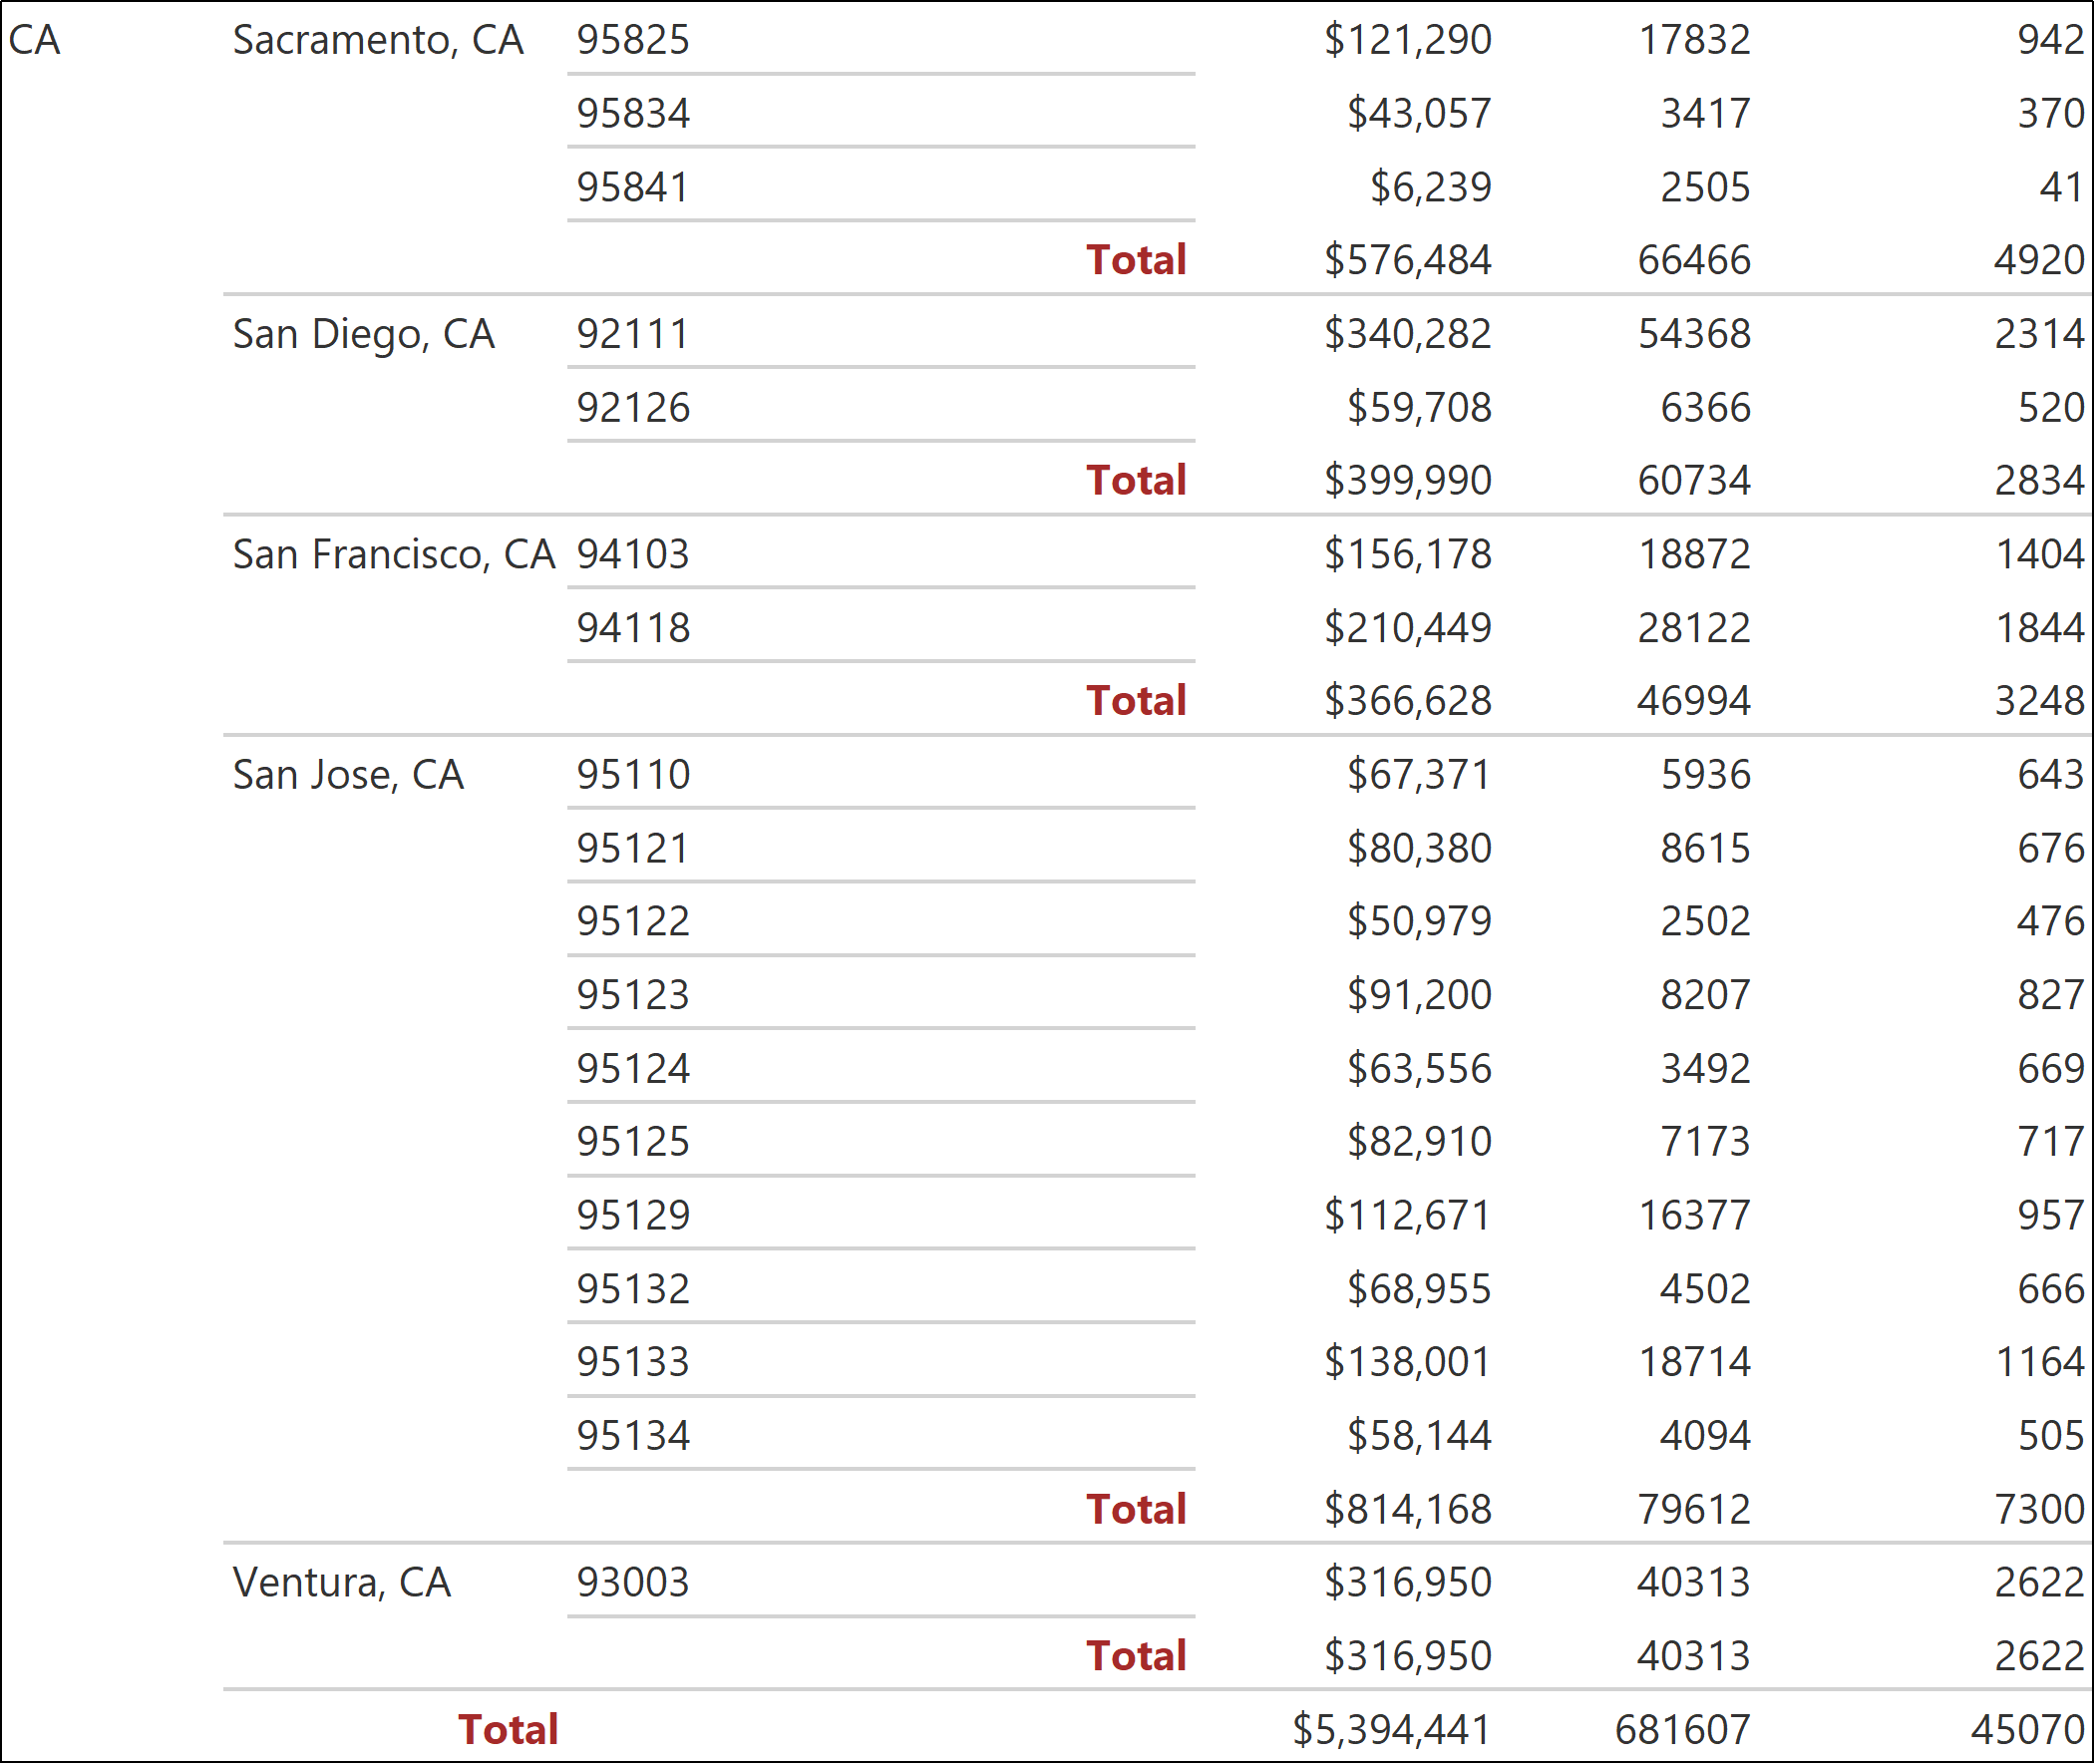 CA Sacramento, CA 95825 $121,290 17832 942
95834 $43,057 3417 370
95841 $6,239 2505 41
Total $576,484 66466 4920
San Diego, CA 92111 $340,282 54368 2314
92126 $59,708 6366 520
Total $399,990 60734 2834
San Francisco, CA 94103 $156,178 18872 1404
94118 $210,449 28122 1844
Total $366,628 46994 3248
San Jose, CA 95110 $67,371 5936 643
95121 $80,380 8615 676
95122 $50,979 2502 476
95123 $91,200 8207 827
95124 $63,556 3492 669
95125 $82,910 7173 717
95129 $112,671 16377 957
95132 $68,955 4502 666
95133 $138,001 18714 1164
95134 $58,144 4094 505
Total $814,168 79612 7300
Ventura, CA 93003 $316,950 40313 2622
Total $316,950 40313 2622
Total $5,394,441 681607 45070